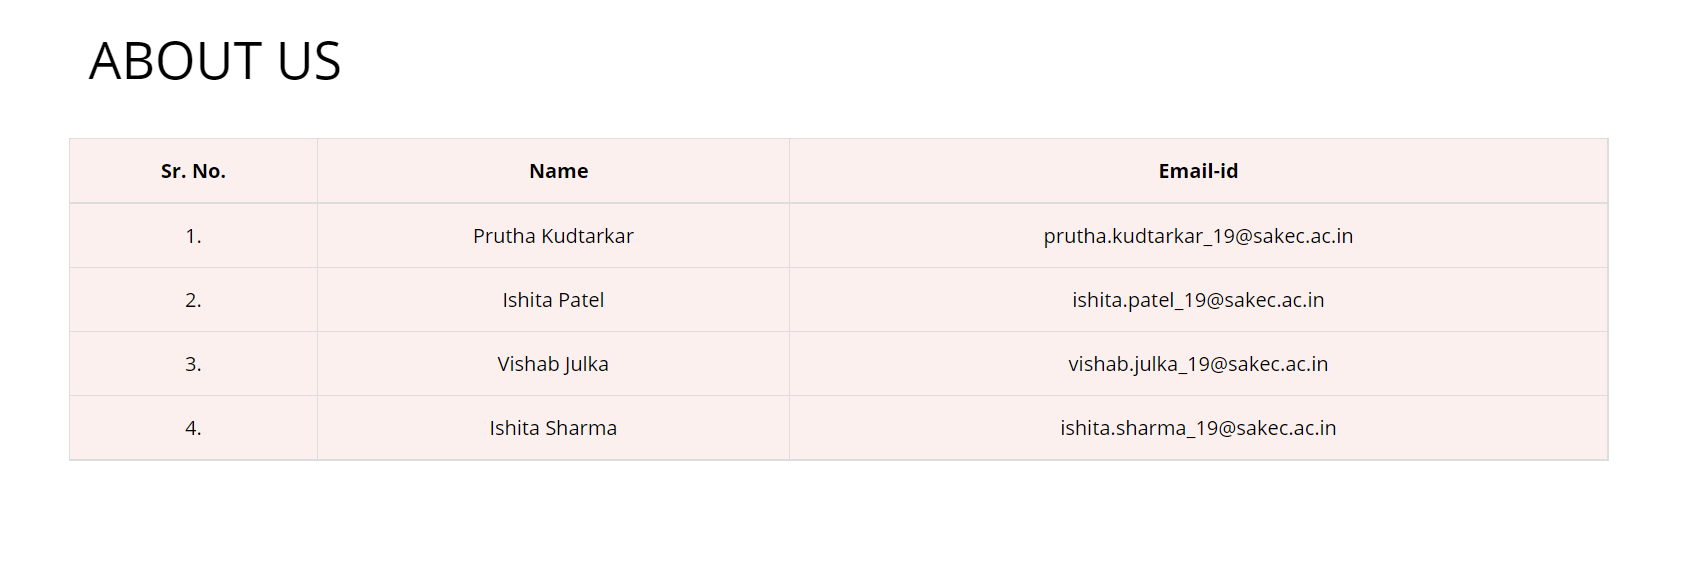 ABOUT US
Sr. No. Name Email-id
1. Prutha Kudtarkar prutha.kudtarkar_19@sakec.ac.in
2. Ishita Patel ishita.patel_19@sakec.ac.in
3. Vishab Julka vishab.julka_19@sakec.ac.in
4. Ishita Sharma ishita.sharma_19@sakec.ac.in